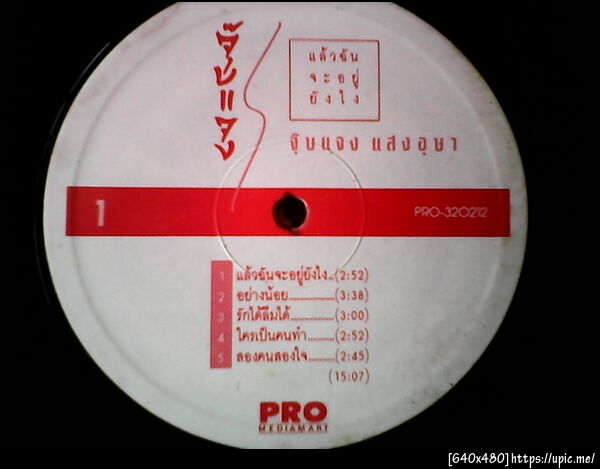 จุ๊บแจง
แล้วฉัน
จะอยู่
ยังไง
จุ๊บแจง แสงอุษา
1
PRO-320212
1 แล้วฉันจะอยู่ยังไง..(2:52)
2 อย่างน้อย............(3:38)
3 รักได้ลืมได้............(3:00)
4 ใครเป็นคนทำ.......(2:52)
5 สองคนสองใจ.......(2:45)
(15:07)
PRO
MEDIAMART
[640x480]https://upic.me/